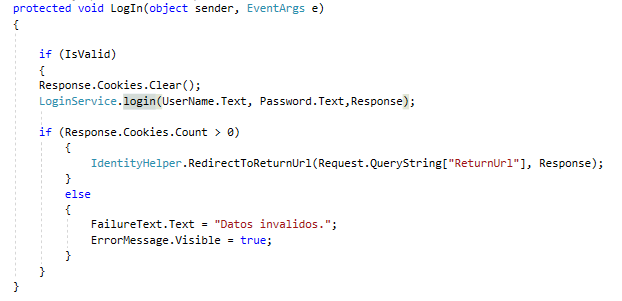 protected void LogIn(object sender, EventArgs e)
{
if (IsValid)
{
Response.Cookies.Clear();
LoginService.login(UserName.Text, Password.Text,Response);
if (Response.Cookies.Count > 0)
{
IdentityHelper.RedirectToReturnUrl(Request.QueryString["ReturnUrl"], Response);
}
else
{
FailureText.Text = "Datos invalidos.";
ErrorMessage.Visible = true;
}
}
}